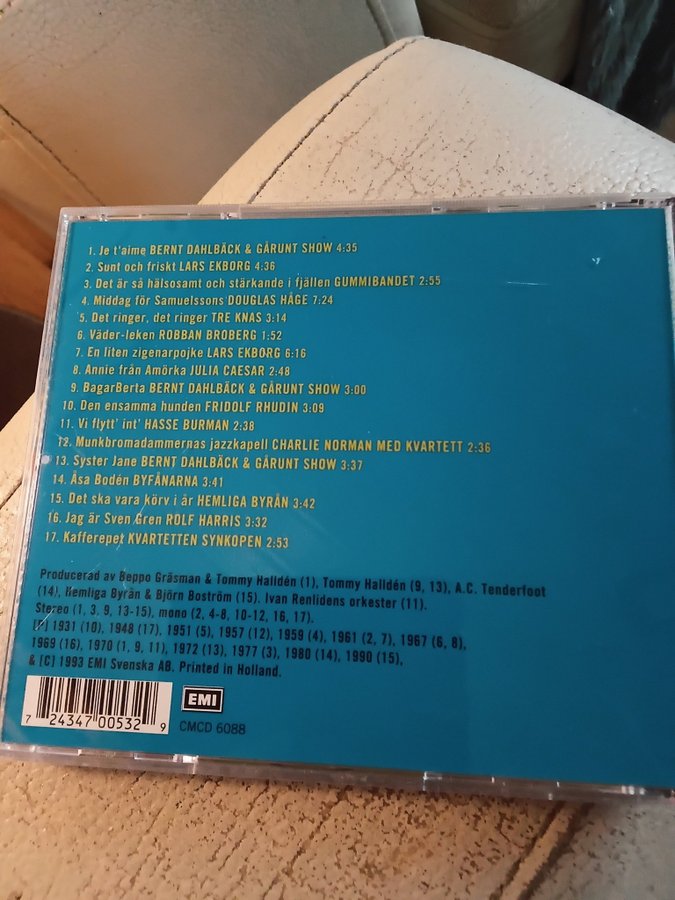 1. Je t'aime BERNT DAHLBÄCK & GÅRUNT SHOW 4:35
2. Sunt och friskt LARS EKBORG 4:36
3. Det är så hälsosamt och stärkande i fjällen GUMMIBANDET 2:55
4. Middag för Samuelssons DOUGLAS HÅGE 7:24
5. Det ringer, det ringer TRE KNAS 3:14
6. Väder-leken ROBBAN BROBERG 1:52
7. En liten zigenarpojke LARS EKBORG 6:16
8. Annie från Amörka JULIA CAESAR 2:48
9. BagarBerta BERNT DAHLBÄCK & GÅRUNT SHOW 3:00
10. Den ensamma hunden FRIDOLF RHUDIN 3:09
11. Vi flytt' int' HASSE BURMAN 2:38
12. Munkbromadammernas jazzkapell CHARLIE NORMAN MED KVARTETT 2:36
13. Syster Jane BERNT DAHLBÄCK & GÅRUNT SHOW 3:37
14. Åsa Bodén BYFÅNARNA 3:41
15. Det ska vara körv i år HEMLIGA BYRÅN 3:42
16. Jag är Sven Gren ROLF HARRIS 3:32
17. Kafferepet KVARTETTEN SYNKOPEN 2:53
Producerad av Beppo Gräsman & Tommy Halldén (1), Tommy Halldén (9, 13), A.C. Tenderfoot
(14), Hemliga Byrån & Björn Boström (15). Ivan Renlidens orkester (11).
Stereo (1, 3, 9, 13-15), mono (2, 4-8, 10-12, 16, 17).
[P] 1931 (10), 1948 (17), 1951 (5), 1957 (12), 1959 (4), 1961 (2, 7), 1967 (6, 8),
1969 (16), 1970 (1, 9, 11), 1972 (13), 1977 (3), 1980 (14), 1990 (15),
& [C] 1993 EMI Svenska AB. Printed in Holland.
7 24347 00532 9
EMI
CMCD 6088